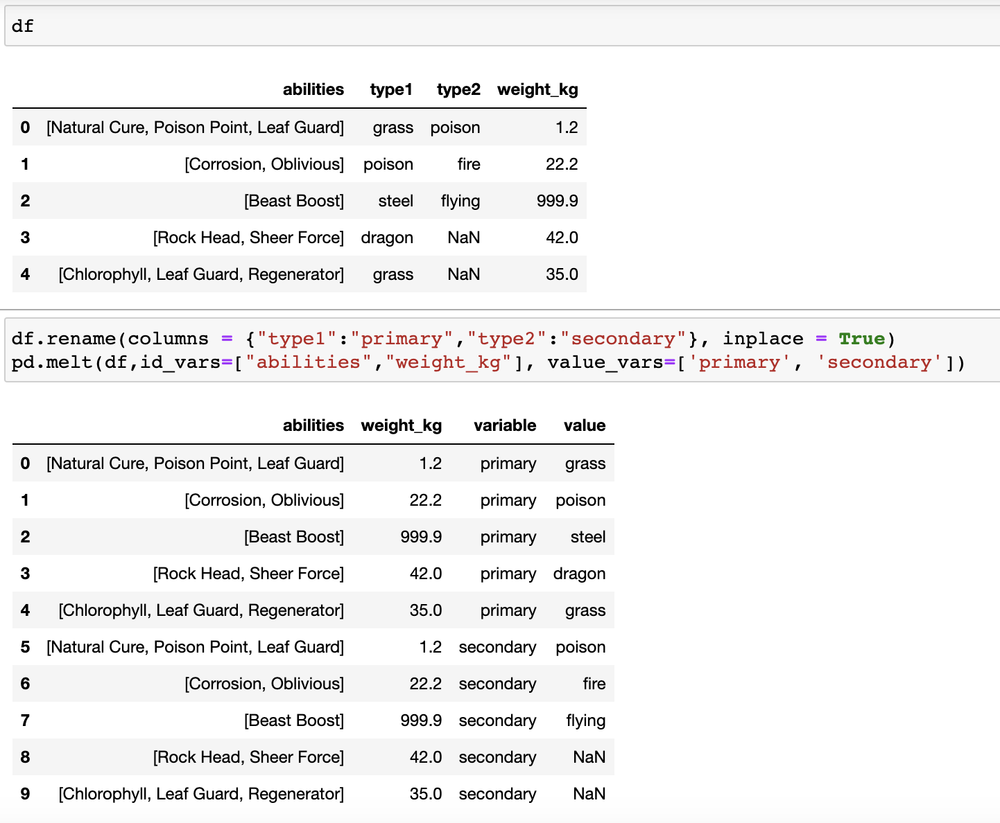 df
abilities type1 type2 weight_kg
0 [Natural Cure, Poison Point, Leaf Guard] grass poison 1.2
1 [Corrosion, Oblivious] poison fire 22.2
2 [Beast Boost] steel flying 999.9
3 [Rock Head, Sheer Force] dragon NaN 42.0
4 [Chlorophyll, Leaf Guard, Regenerator] grass NaN 35.0
df.rename(columns = {"type1":"primary","type2":"secondary"}, inplace = True)
pd.melt(df,id_vars=["abilities","weight_kg"], value_vars=['primary', 'secondary'])
abilities weight_kg variable value
0 [Natural Cure, Poison Point, Leaf Guard] 1.2 primary grass
1 [Corrosion, Oblivious] 22.2 primary poison
2 [Beast Boost] 999.9 primary steel
3 [Rock Head, Sheer Force] 42.0 primary dragon
4 [Chlorophyll, Leaf Guard, Regenerator] 35.0 primary grass
5 [Natural Cure, Poison Point, Leaf Guard] 1.2 secondary poison
6 [Corrosion, Oblivious] 22.2 secondary fire
7 [Beast Boost] 999.9 secondary flying
8 [Rock Head, Sheer Force] 42.0 secondary NaN
9 [Chlorophyll, Leaf Guard, Regenerator] 35.0 secondary NaN